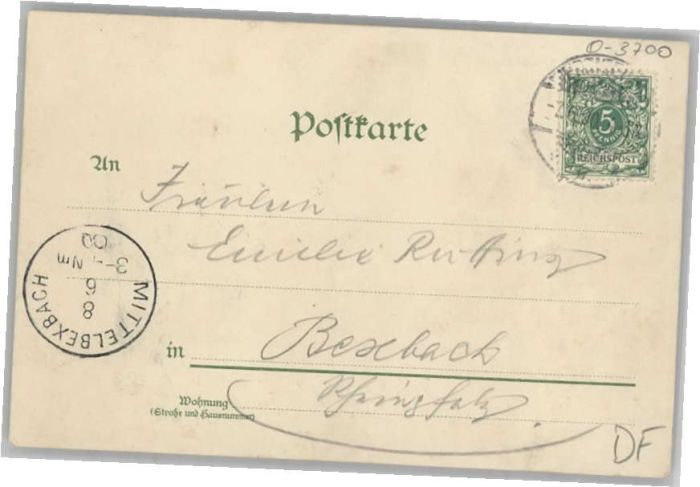 0-3700
5
REICHSPOST
Postkarte
An
Fräulein
Emilie
MITTELBEXBACH
8
6
3-4 Nm
00
in
Bexbach
Rheinpfalz
Wohnung
(Straße und Hausnummer)
DF